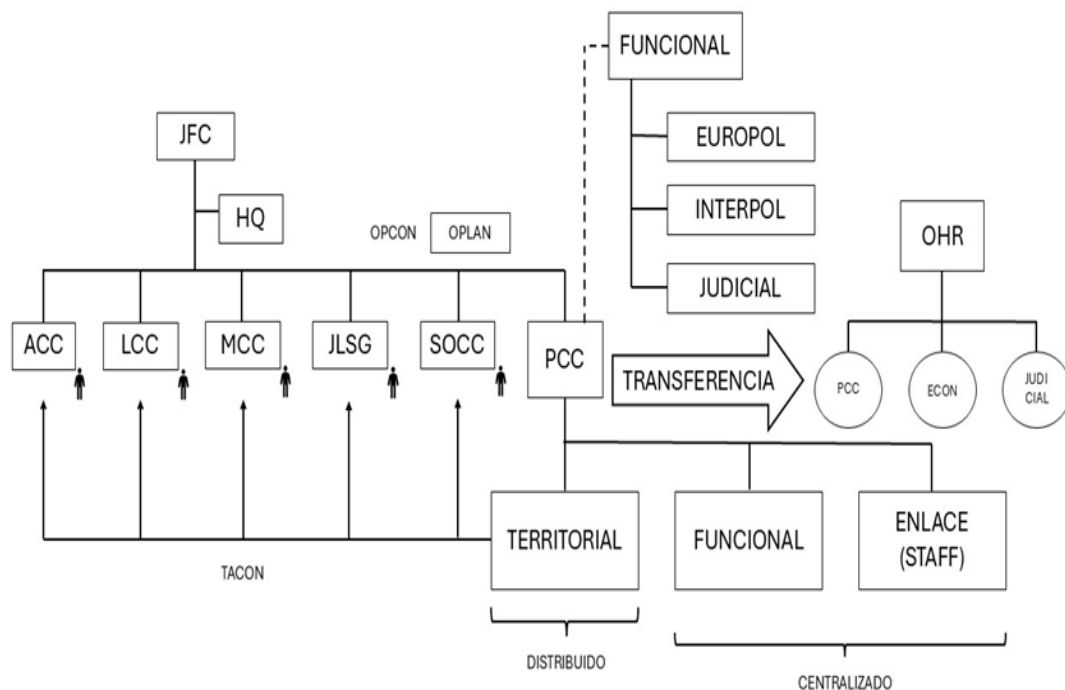 FUNCIONAL
JFC
EUROPOL
HQ
INTERPOL
OPCON
OPLAN
OHR
JUDICIAL
ACC
LCC
MCC
JLSG
SOCC
PCC
TRANSFERENCIA
PCC
ECON
JUDI
CIAL
TERRITORIAL
FUNCIONAL
ENLACE
(STAFF)
TACON
DISTRIBUIDO
CENTRALIZADO